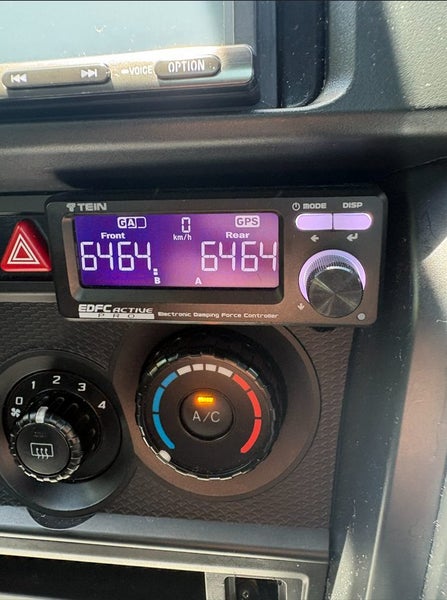 VOICE OPTION
TEIN
MODE DISP
GA 0 GPS
Front km/h Rear
6464 6464
B A
EDFC ACTIVE
PRO
Electronic Damping Force Controller
0 1 2 3 4
A/C